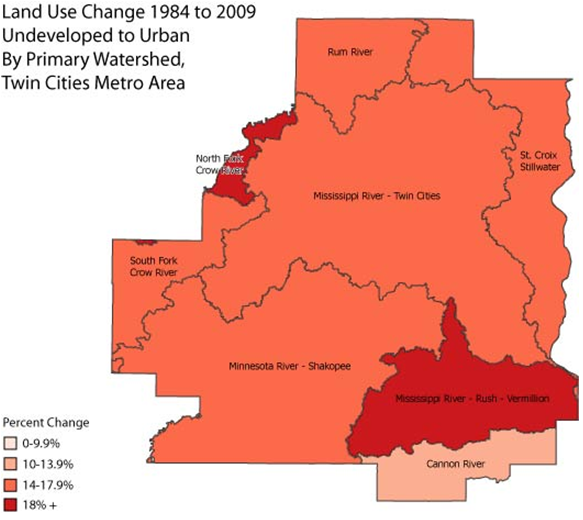 Land Use Change 1984 to 2009
Undeveloped to Urban
By Primary Watershed,
Twin Cities Metro Area
Rum River
North Fork
Crow River
St. Croix
Stillwater
Mississippi River - Twin Cities
South Fork
Crow River
Minnesota River - Shakopee
Mississippi River - Rush - Vermillion
Cannon River
Percent Change
0-9.9%
10-13.9%
14-17.9%
18% +